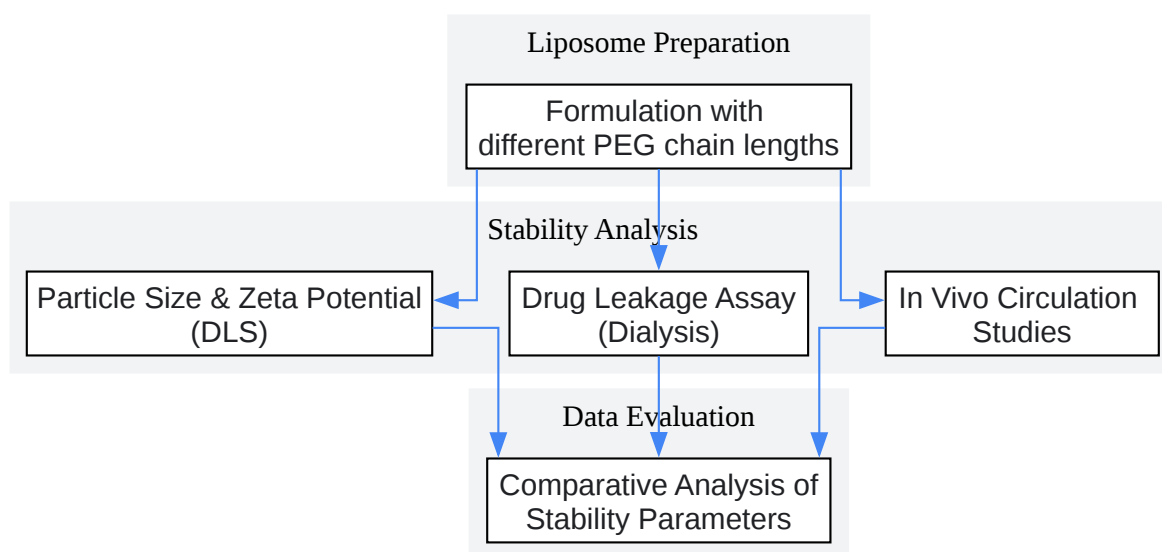 Liposome Preparation
Formulation with
different PEG chain lengths
Stability Analysis
Particle Size & Zeta Potential
(DLS)
Drug Leakage Assay
(Dialysis)
In Vivo Circulation
Studies
Data Evaluation
Comparative Analysis of
Stability Parameters